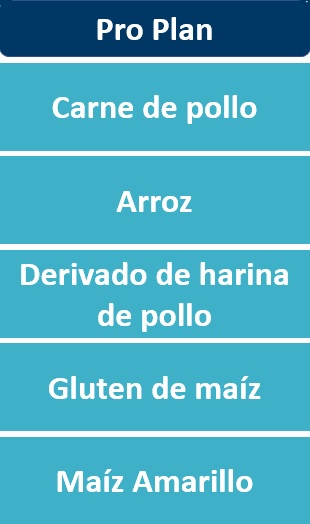 Pro Plan
Carne de pollo
Arroz
Derivado de harina
de pollo
Gluten de maíz
Maíz Amarillo